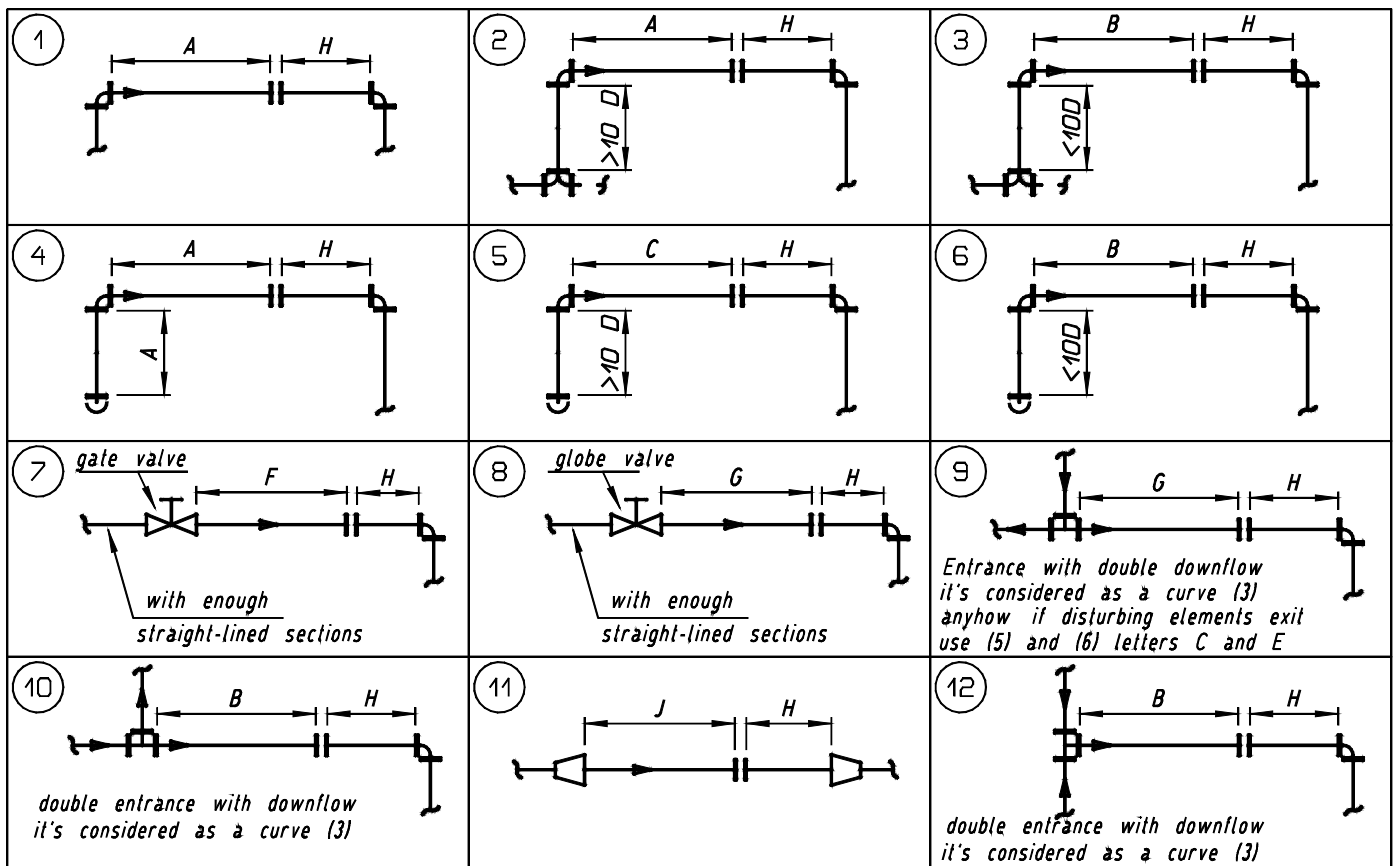 1
A H
2
A H
>10 D
3
B H
<10D
4
A H
A
5
C H
>10 D
6
B H
<10D
7
gate valve
F H
with enough
straight-lined sections
8
globe valve
G H
with enough
straight-lined sections
9
G H
Entrance with double downflow
it's considered as a curve (3)
anyhow if disturbing elements exit
use (5) and (6) letters C and E
10
B H
double entrance with downflow
it's considered as a curve (3)
11
J H
12
B H
double entrance with downflow
it's considered as a curve (3)